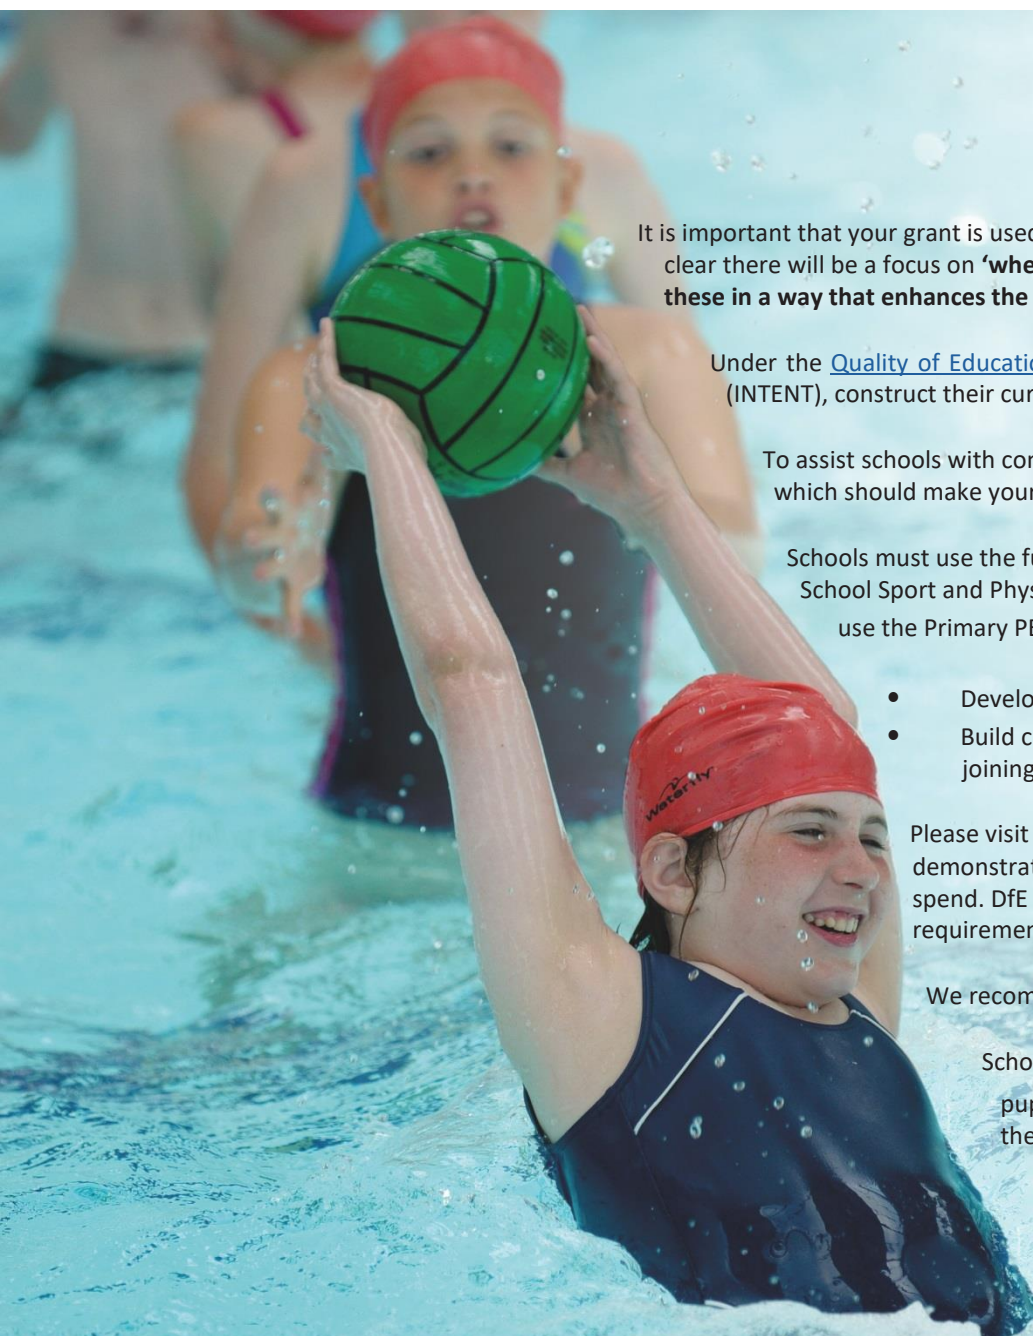 It is important that your grant is used
clear there will be a focus on ‘whe
these in a way that enhances the
Under the Quality of Educatio
(INTENT), construct their cur
To assist schools with con
which should make your
Schools must use the fu
School Sport and Phys
use the Primary PE
• Develo
• Build c
joining
Waterfly
Please visit
demonstrat
spend. DfE
requiremen
We recom
Scho
pup
the